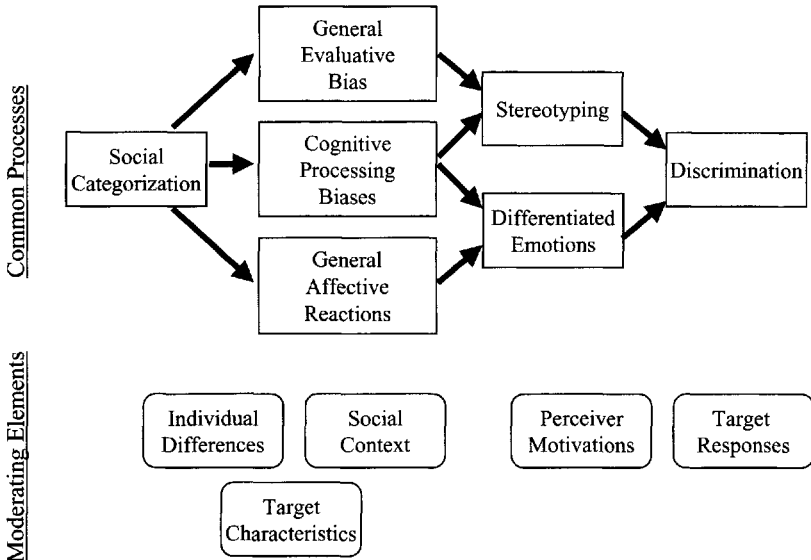 Common Processes
General
Evaluative
Bias
Social
Categorization
Cognitive
Processing
Biases
General
Affective
Reactions
Stereotyping
Differentiated
Emotions
Discrimination
Moderating Elements
Individual
Differences
Social
Context
Perceiver
Motivations
Target
Responses
Target
Characteristics